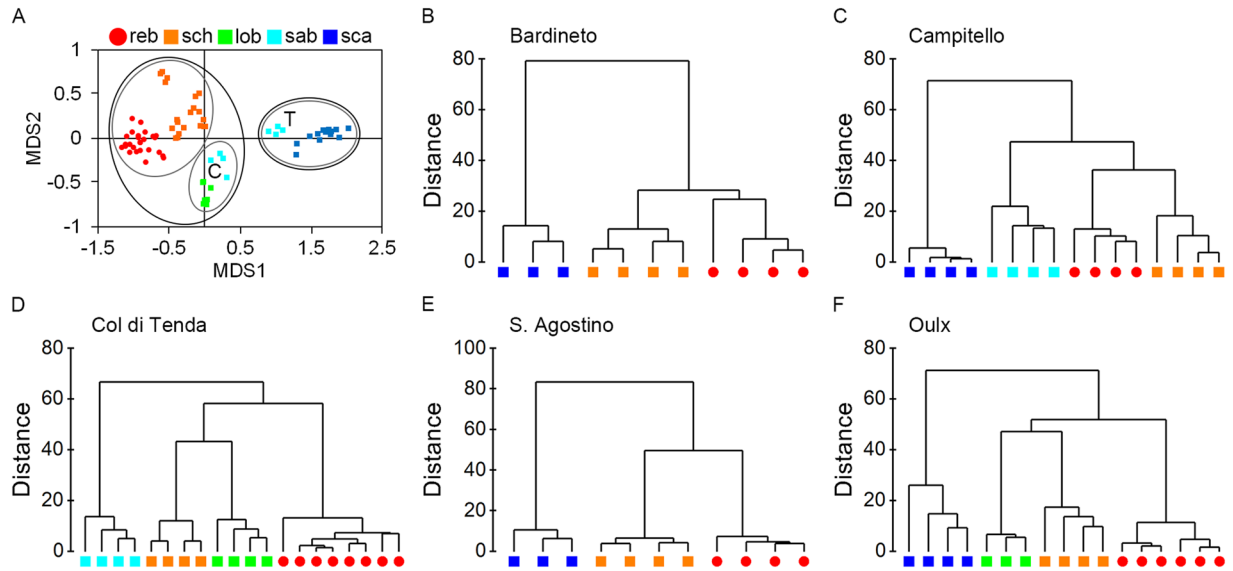 A
reb sch lob sab sca
1
0.5
0
-0.5
-1
MDS2
T
C
-1.5 -0.5 0.5 1.5 2.5
MDS1
B
Bardineto
80
60
40
20
0
Distance
C
Campitello
80
60
40
20
0
Distance
D
Col di Tenda
80
60
40
20
0
Distance
E
S. Agostino
100
80
60
40
20
0
Distance
F
Oulx
80
60
40
20
0
Distance